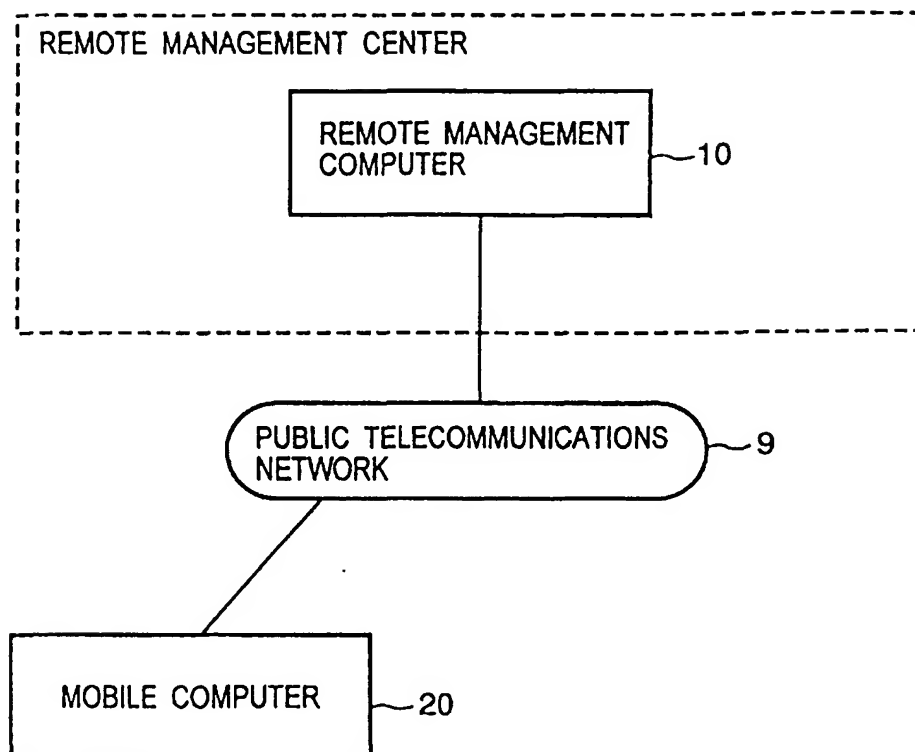 REMOTE MANAGEMENT CENTER
REMOTE MANAGEMENT
COMPUTER
10
PUBLIC TELECOMMUNICATIONS
NETWORK
9
MOBILE COMPUTER
20